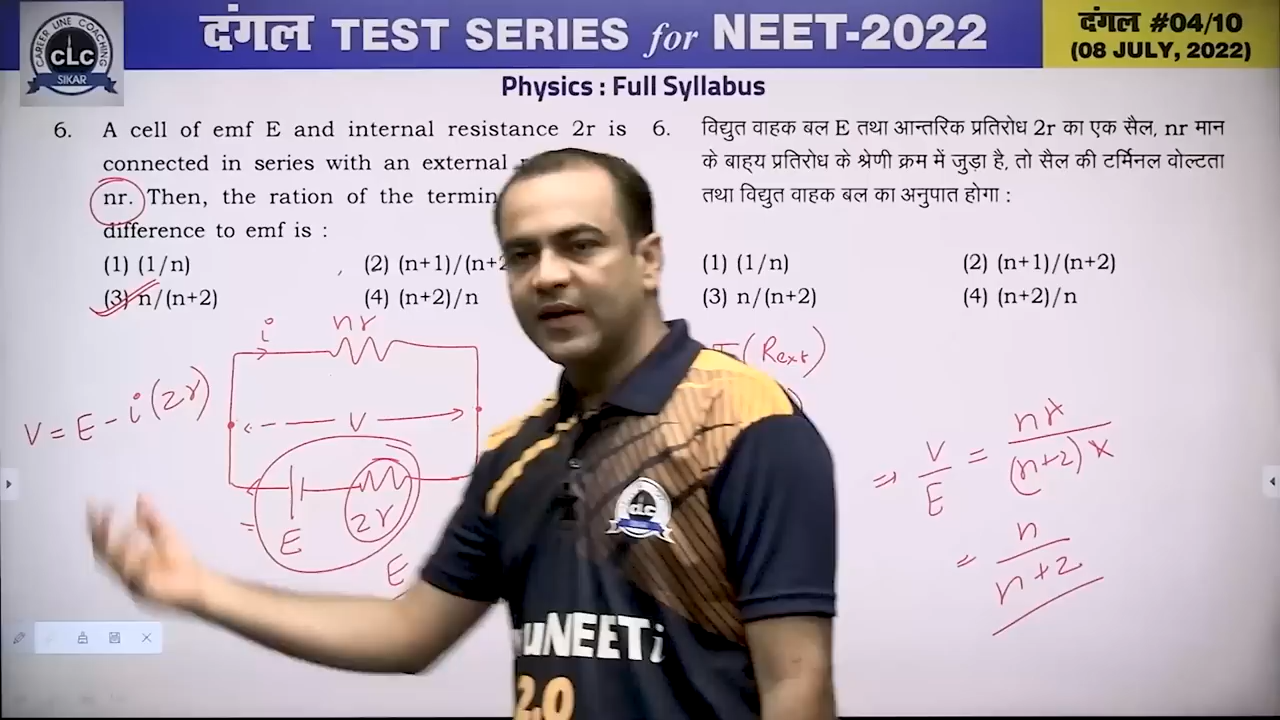 दंगल TEST SERIES for NEET-2022
दंगल #04/10
(08 JULY, 2022)
CAREER LINE COACHING
CLC
SIKAR
Physics : Full Syllabus
6. A cell of emf E and internal resistance 2r is
connected in series with an external
nr. Then, the ration of the
difference to emf is :
(1) (1/n)
(2) (n+1)/(n+2
(3) n/(n+2)
(4) (n+2)/n
6. विद्युत वाहक बल E तथा आन्तरिक प्रतिरोध 2r का एक सैल, nr मान
के बाह्य प्रतिरोध के श्रेणी क्रम में जुड़ा है, तो सैल की टर्मिनल वोल्टता
तथा विद्युत वाहक बल का अनुपात होगा :
(1) (1/n)
(2) (n+1)/(n+2)
(3) n/(n+2)
(4) (n+2)/n
i
nr
V = E - i(2r)
V
E
2r
E
(Rext)
⇒ V/E = nr/(n+2)r
= n/n+2
clc
uNEETi
2.0